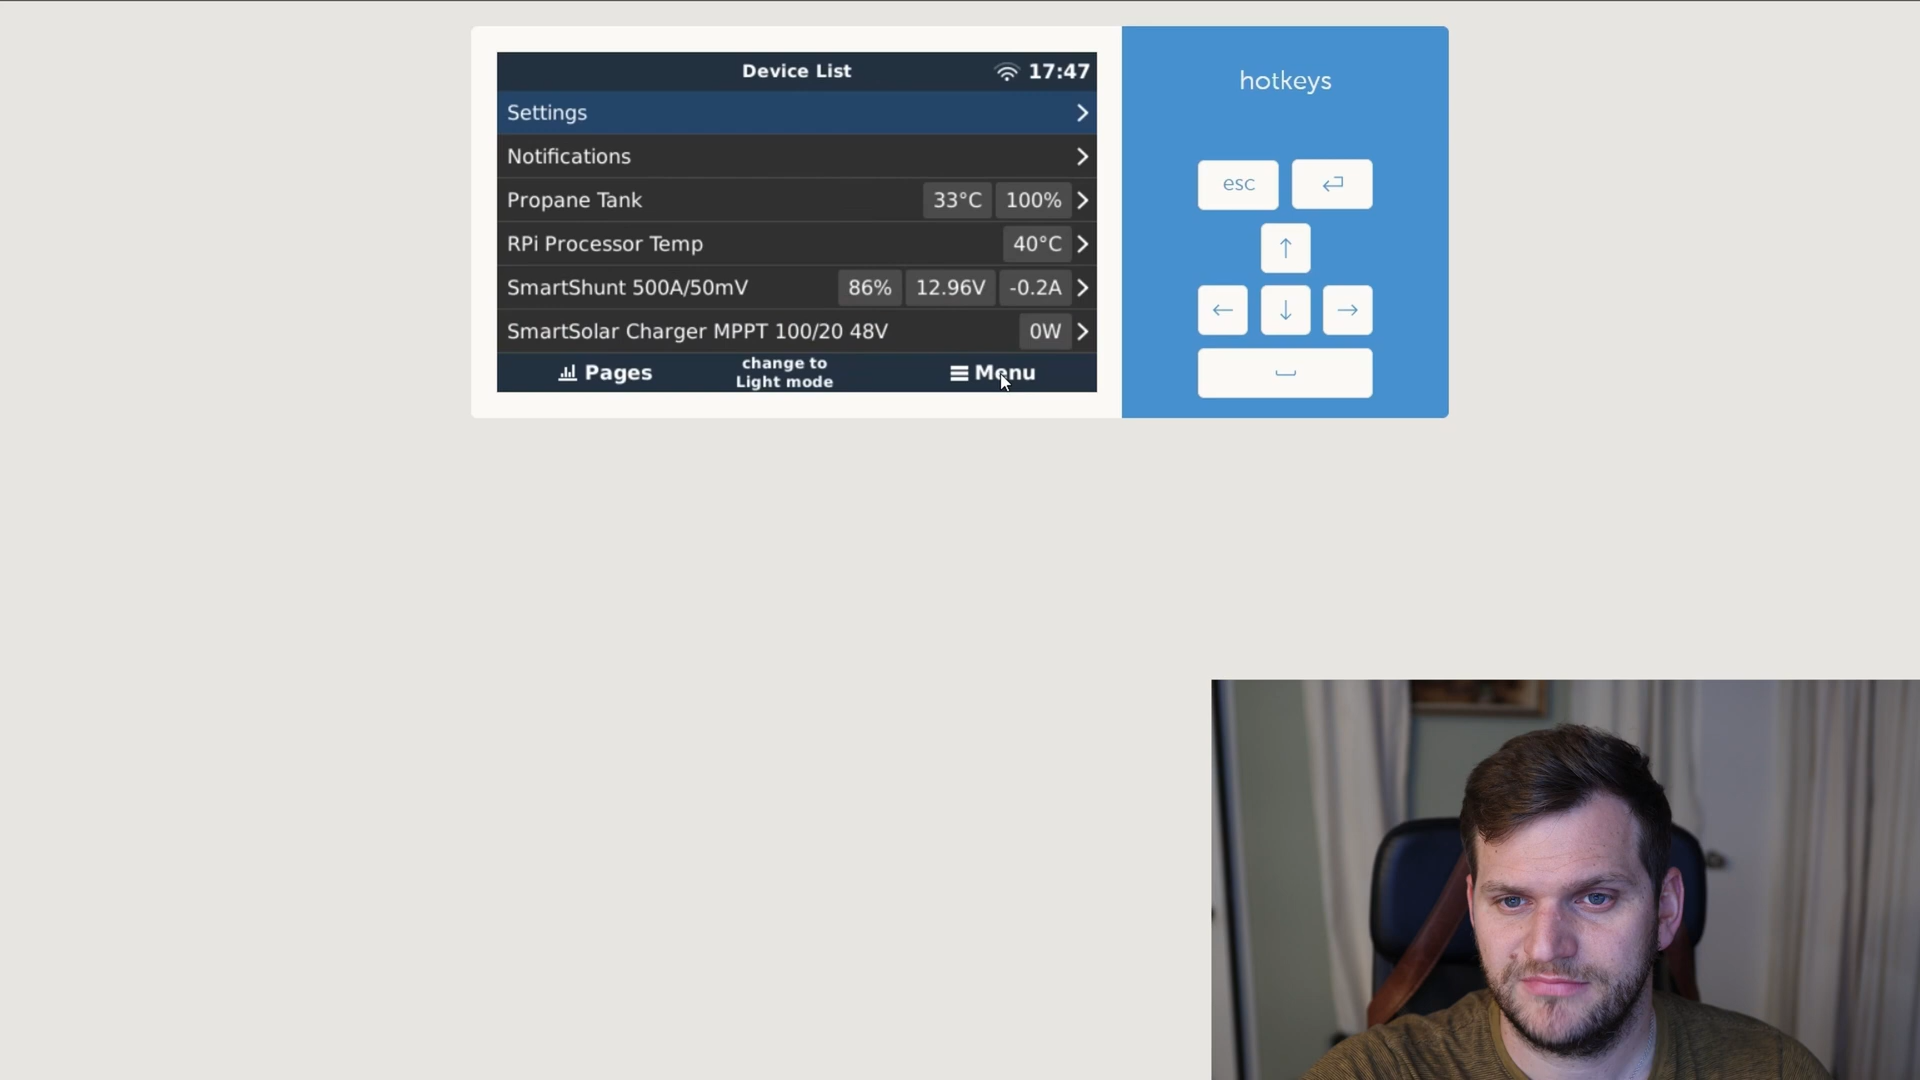 Device List 17:47
Settings
Notifications
Propane Tank 33°C 100%
RPi Processor Temp 40°C
SmartShunt 500A/50mV 86% 12.96V -0.2A
SmartSolar Charger MPPT 100/20 48V 0W
Pages change to Light mode Menu
hotkeys
esc